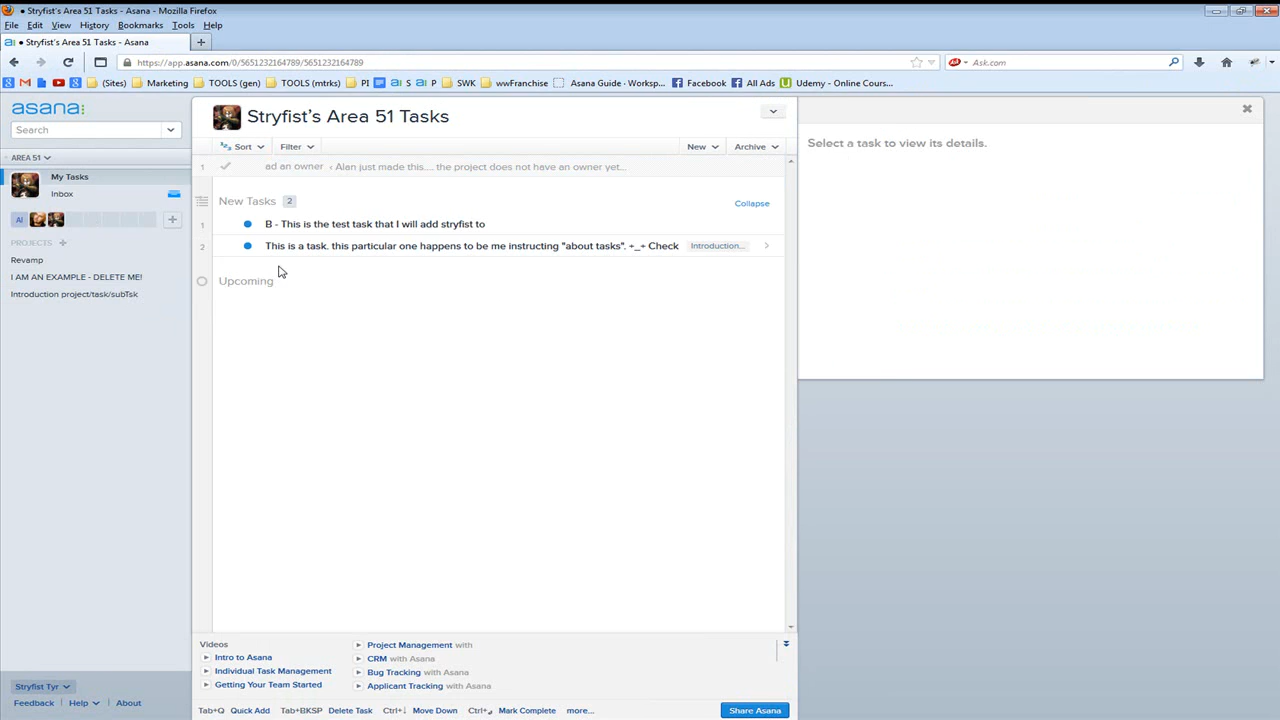 Stryfist's Area 51 Tasks - Asana - Mozilla Firefox
File Edit View History Bookmarks Tools Help
Stryfist's Area 51 Tasks - Asana
https://app.asana.com/0/5651232164789/5651232164789
Ask.com
(Sites) Marketing TOOLS (gen) TOOLS (mtrks) PI S P SWK wwFranchise Asana Guide - Worksp... Facebook All Ads Udemy - Online Cours...
asana:
Search
AREA 51
My Tasks
Inbox
AI
PROJECTS +
Revamp
I AM AN EXAMPLE - DELETE ME!
Introduction project/task/subTsk
Stryfist Tyr
Feedback Help About
Stryfist's Area 51 Tasks
Sort Filter New Archive
1 ad an owner ‹ Alan just made this.... the project does not have an owner yet...
New Tasks 2 Collapse
1 B - This is the test task that I will add stryfist to
2 This is a task. this particular one happens to be me instructing "about tasks". +_+ Check Introduction...
Upcoming
Videos
Intro to Asana
Individual Task Management
Getting Your Team Started
Project Management with
CRM with Asana
Bug Tracking with Asana
Applicant Tracking with Asana
Tab+Q Quick Add Tab+BKSP Delete Task Ctrl+↓ Move Down Ctrl+↵ Mark Complete more... Share Asana
Select a task to view its details.